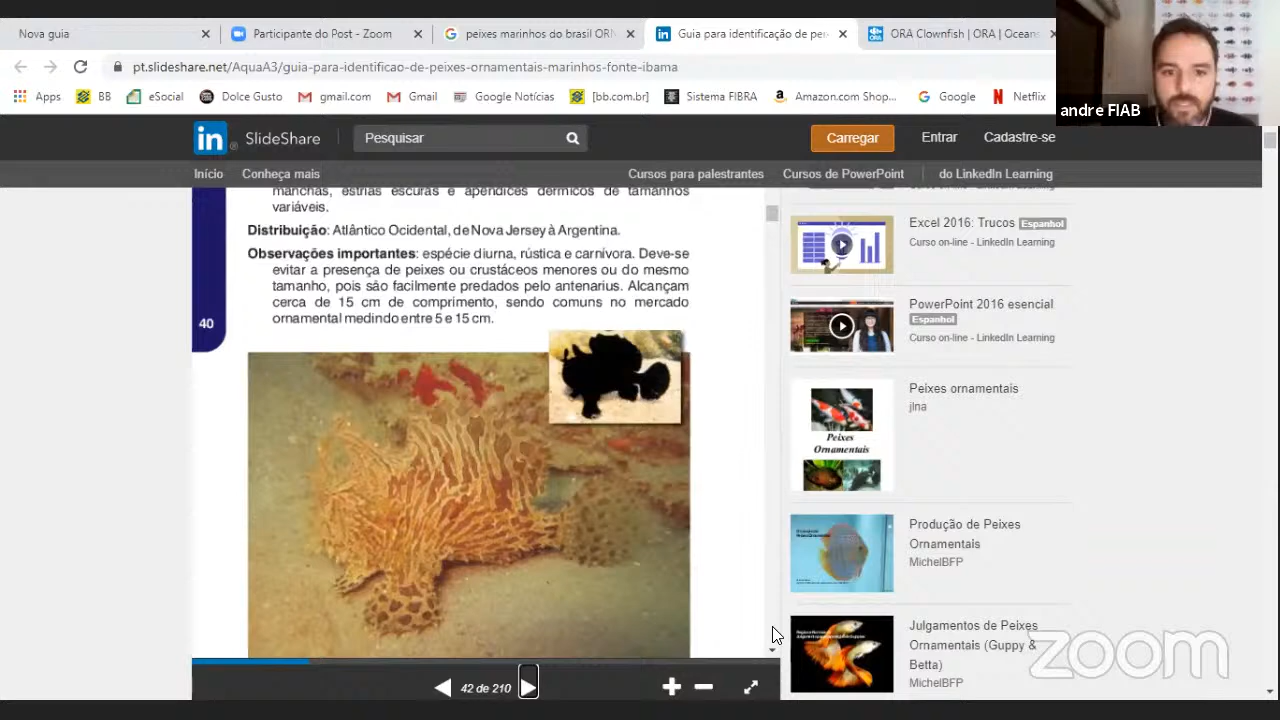 Nova guia
Participante do Post - Zoom
peixes marinhos do brasil ORN
Guia para identificação de pei
ORA Clownfish | ORA | Oceans
pt.slideshare.net/AquaA3/guia-para-identificao-de-peixes-ornamentais-marinhos-fonte-ibama
andre FIAB
Apps
BB
eSocial
Dolce Gusto
gmail.com
Gmail
Google Notícias
[bb.com.br]
Sistema FIBRA
Amazon.com Shop...
Google
Netflix
in SlideShare
Pesquisar
Carregar
Entrar
Cadastre-se
Início
Conheça mais
Cursos para palestrantes
Cursos de PowerPoint
do LinkedIn Learning
manchas, estrias escuras e apêndices dérmicos de tamanhos
variáveis.
Distribuição: Atlântico Ocidental, de Nova Jersey à Argentina.
Observações importantes: espécie diurna, rústica e carnívora. Deve-se
evitar a presença de peixes ou crustáceos menores ou do mesmo
tamanho, pois são facilmente predados pelo antenarius. Alcançam
cerca de 15 cm de comprimento, sendo comuns no mercado
ornamental medindo entre 5 e 15 cm.
40
42 de 210
Excel 2016: Trucos Espanhol
Curso on-line - LinkedIn Learning
PowerPoint 2016 esencial
Espanhol
Curso on-line - LinkedIn Learning
Peixes ornamentais
jlna
Peixes
Ornamentais
Produção de Peixes
Ornamentais
MichelBFP
Julgamentos de Peixes
Ornamentais (Guppy &
Betta)
MichelBFP
zoom